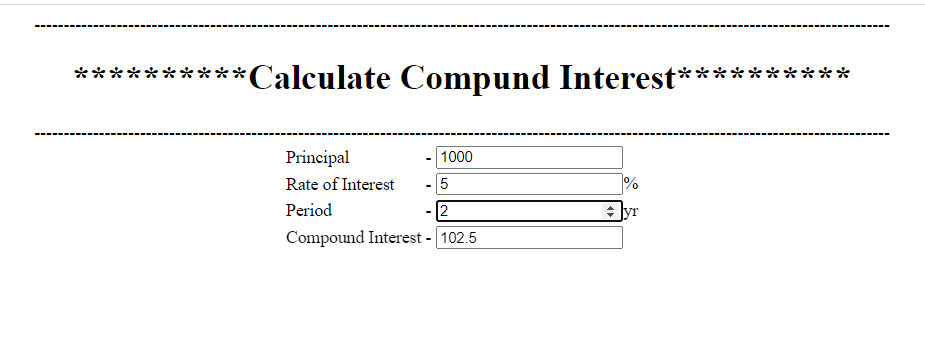 **********Calculate Compund Interest**********
Principal - 1000
Rate of Interest - 5 %
Period - 2 yr
Compound Interest - 102.5